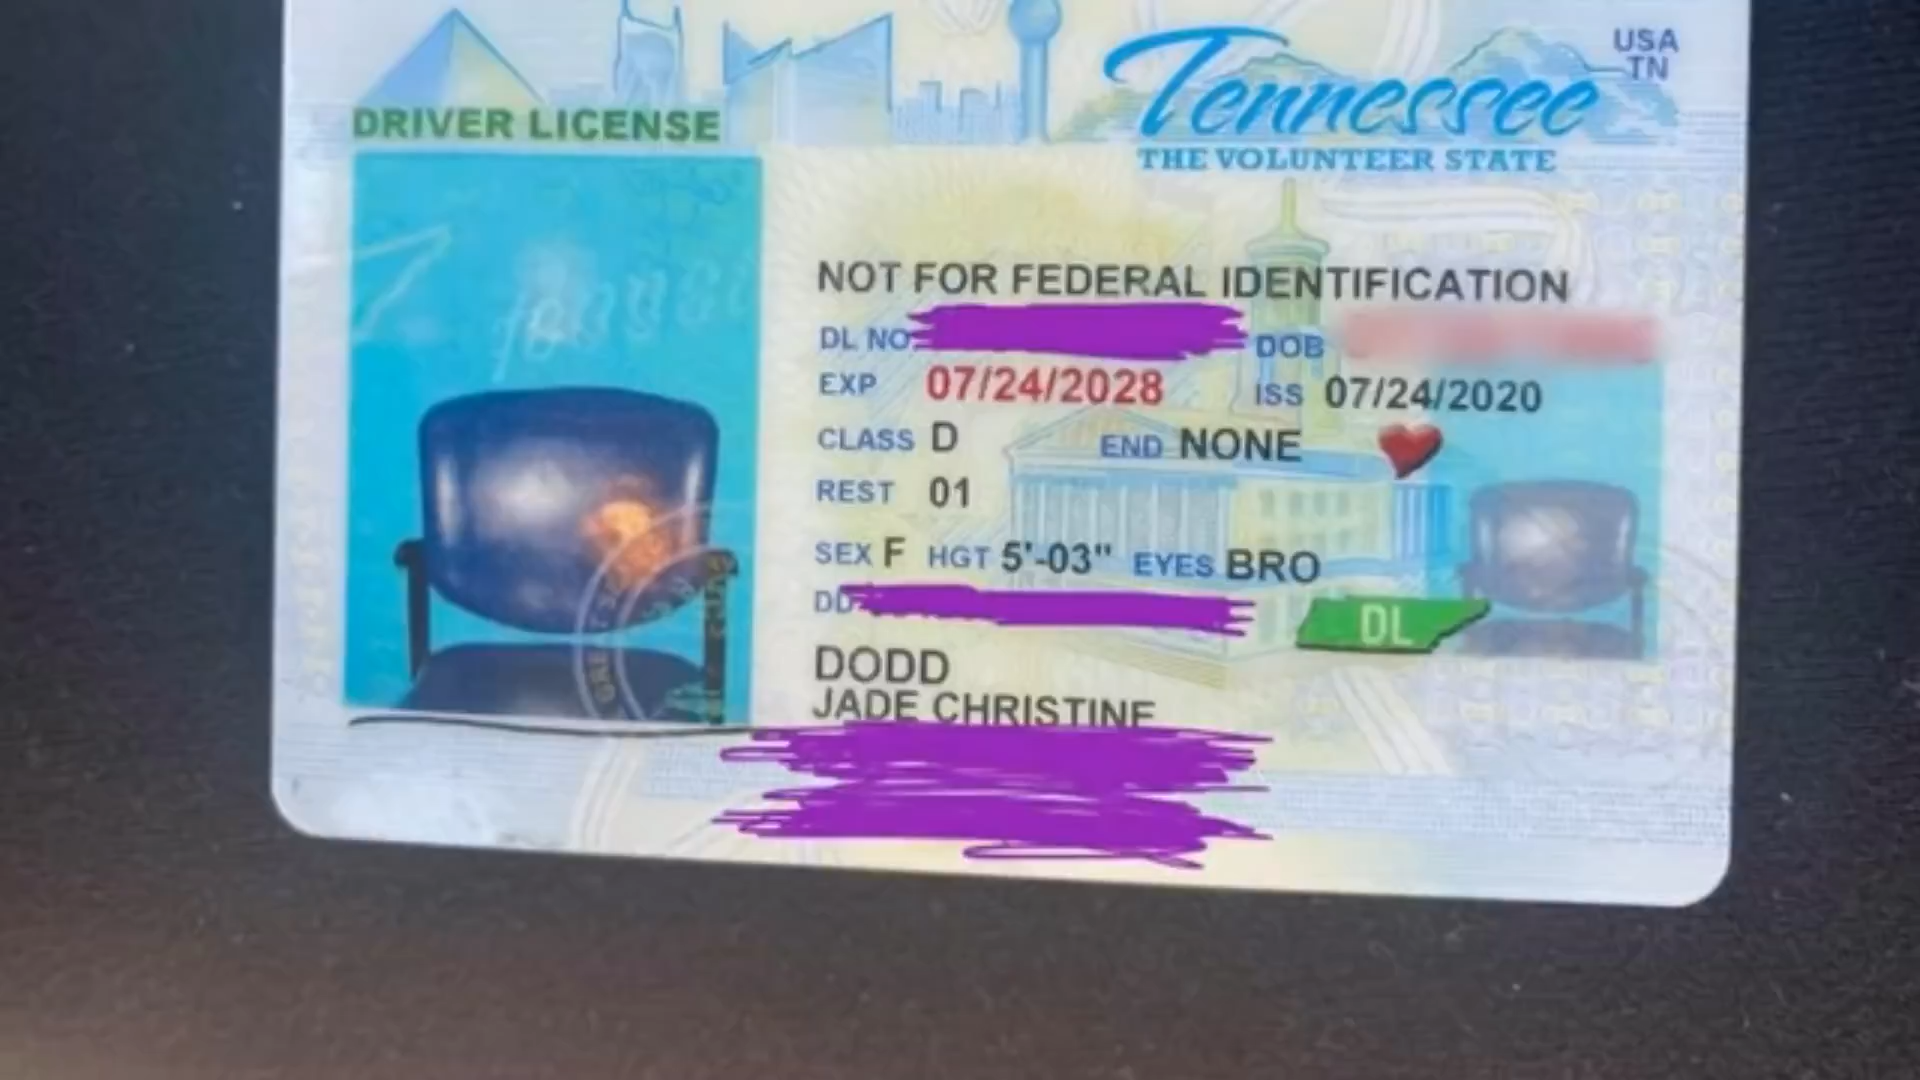 USA
TN
Tennessee
THE VOLUNTEER STATE
DRIVER LICENSE
NOT FOR FEDERAL IDENTIFICATION
DL NO. DOB
EXP 07/24/2028 ISS 07/24/2020
CLASS D END NONE
REST 01
SEX F HGT 5'-03" EYES BRO
DD
DL
DODD
JADE CHRISTINE